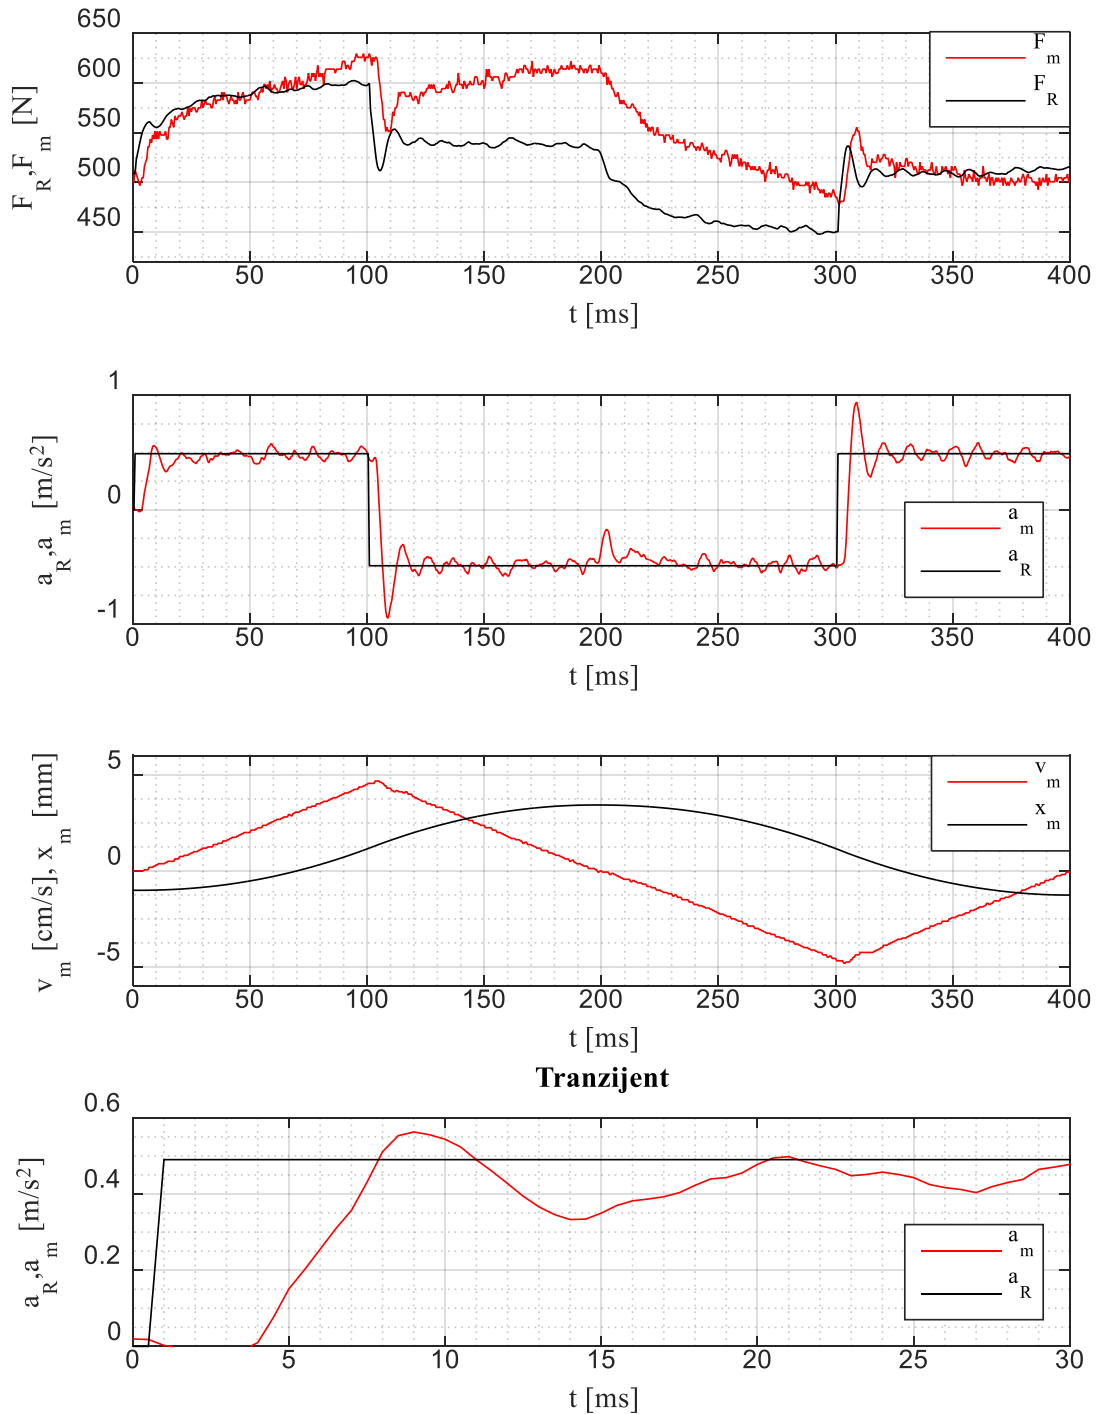 650
600
550
500
450
F_R,F_m [N]
F_m
F_R
0 50 100 150 200 250 300 350 400
t [ms]
1
0
-1
a_R,a_m [m/s²]
a_m
a_R
0 50 100 150 200 250 300 350 400
t [ms]
5
0
-5
v_m [cm/s], x_m [mm]
v_m
x_m
0 50 100 150 200 250 300 350 400
t [ms]
Tranzijent
0.6
0.4
0.2
0
a_R,a_m [m/s²]
a_m
a_R
0 5 10 15 20 25 30
t [ms]